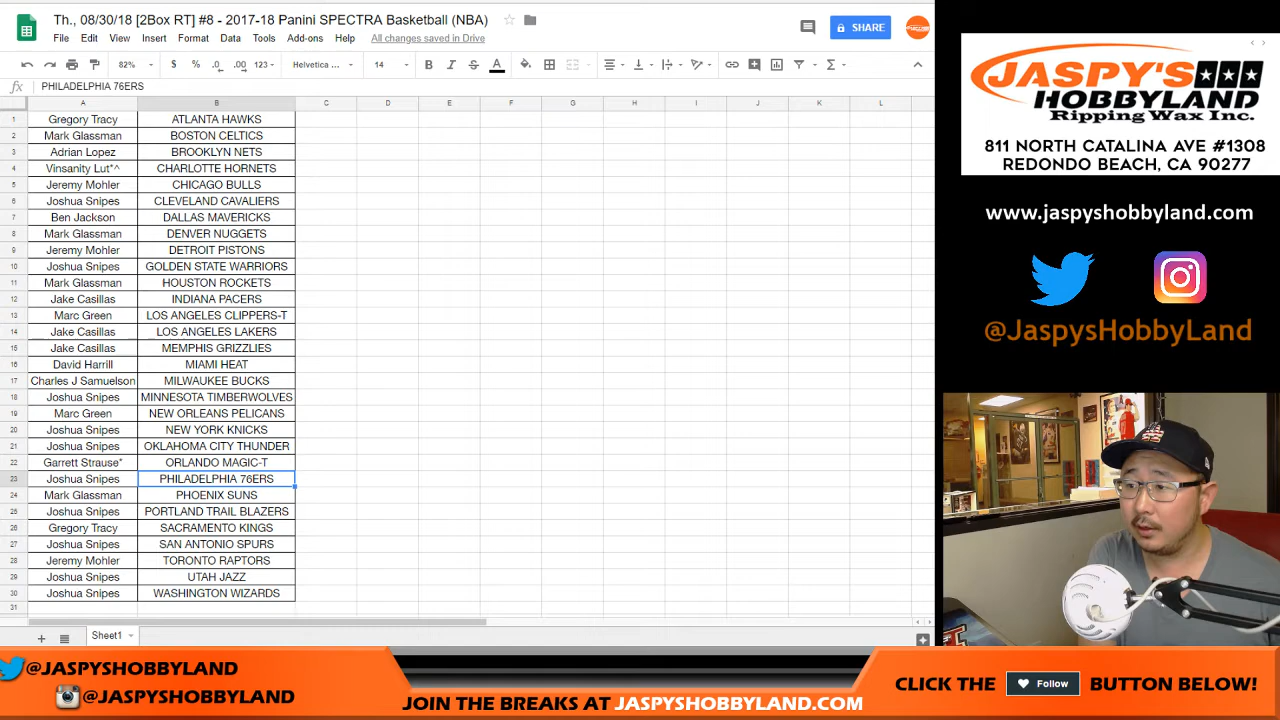 Th., 08/30/18 [2Box RT] #8 - 2017-18 Panini SPECTRA Basketball (NBA)
File Edit View Insert Format Data Tools Add-ons Help All changes saved in Drive
SHARE
82% $ % .0 .00 123 Helvetica ... 14 B I S A
fx PHILADELPHIA 76ERS
A B C D E F G H I J K L
1 Gregory Tracy ATLANTA HAWKS
2 Mark Glassman BOSTON CELTICS
3 Adrian Lopez BROOKLYN NETS
4 Vinsanity Lut*^ CHARLOTTE HORNETS
5 Jeremy Mohler CHICAGO BULLS
6 Joshua Snipes CLEVELAND CAVALIERS
7 Ben Jackson DALLAS MAVERICKS
8 Mark Glassman DENVER NUGGETS
9 Jeremy Mohler DETROIT PISTONS
10 Joshua Snipes GOLDEN STATE WARRIORS
11 Mark Glassman HOUSTON ROCKETS
12 Jake Casillas INDIANA PACERS
13 Marc Green LOS ANGELES CLIPPERS-T
14 Jake Casillas LOS ANGELES LAKERS
15 Jake Casillas MEMPHIS GRIZZLIES
16 David Harrill MIAMI HEAT
17 Charles J Samuelson MILWAUKEE BUCKS
18 Joshua Snipes MINNESOTA TIMBERWOLVES
19 Marc Green NEW ORLEANS PELICANS
20 Joshua Snipes NEW YORK KNICKS
21 Joshua Snipes OKLAHOMA CITY THUNDER
22 Garrett Strause* ORLANDO MAGIC-T
23 Joshua Snipes PHILADELPHIA 76ERS
24 Mark Glassman PHOENIX SUNS
25 Joshua Snipes PORTLAND TRAIL BLAZERS
26 Gregory Tracy SACRAMENTO KINGS
27 Joshua Snipes SAN ANTONIO SPURS
28 Jeremy Mohler TORONTO RAPTORS
29 Joshua Snipes UTAH JAZZ
30 Joshua Snipes WASHINGTON WIZARDS
31
Sheet1
JASPY'S
HOBBYLAND
Ripping Wax Inc.
811 NORTH CATALINA AVE #1308
REDONDO BEACH, CA 90277
www.jaspyshobbyland.com
@JaspysHobbyLand
@JASPYSHOBBYLAND
@JASPYSHOBBYLAND
JOIN THE BREAKS AT JASPYSHOBBYLAND.COM
CLICK THE Follow BUTTON BELOW!